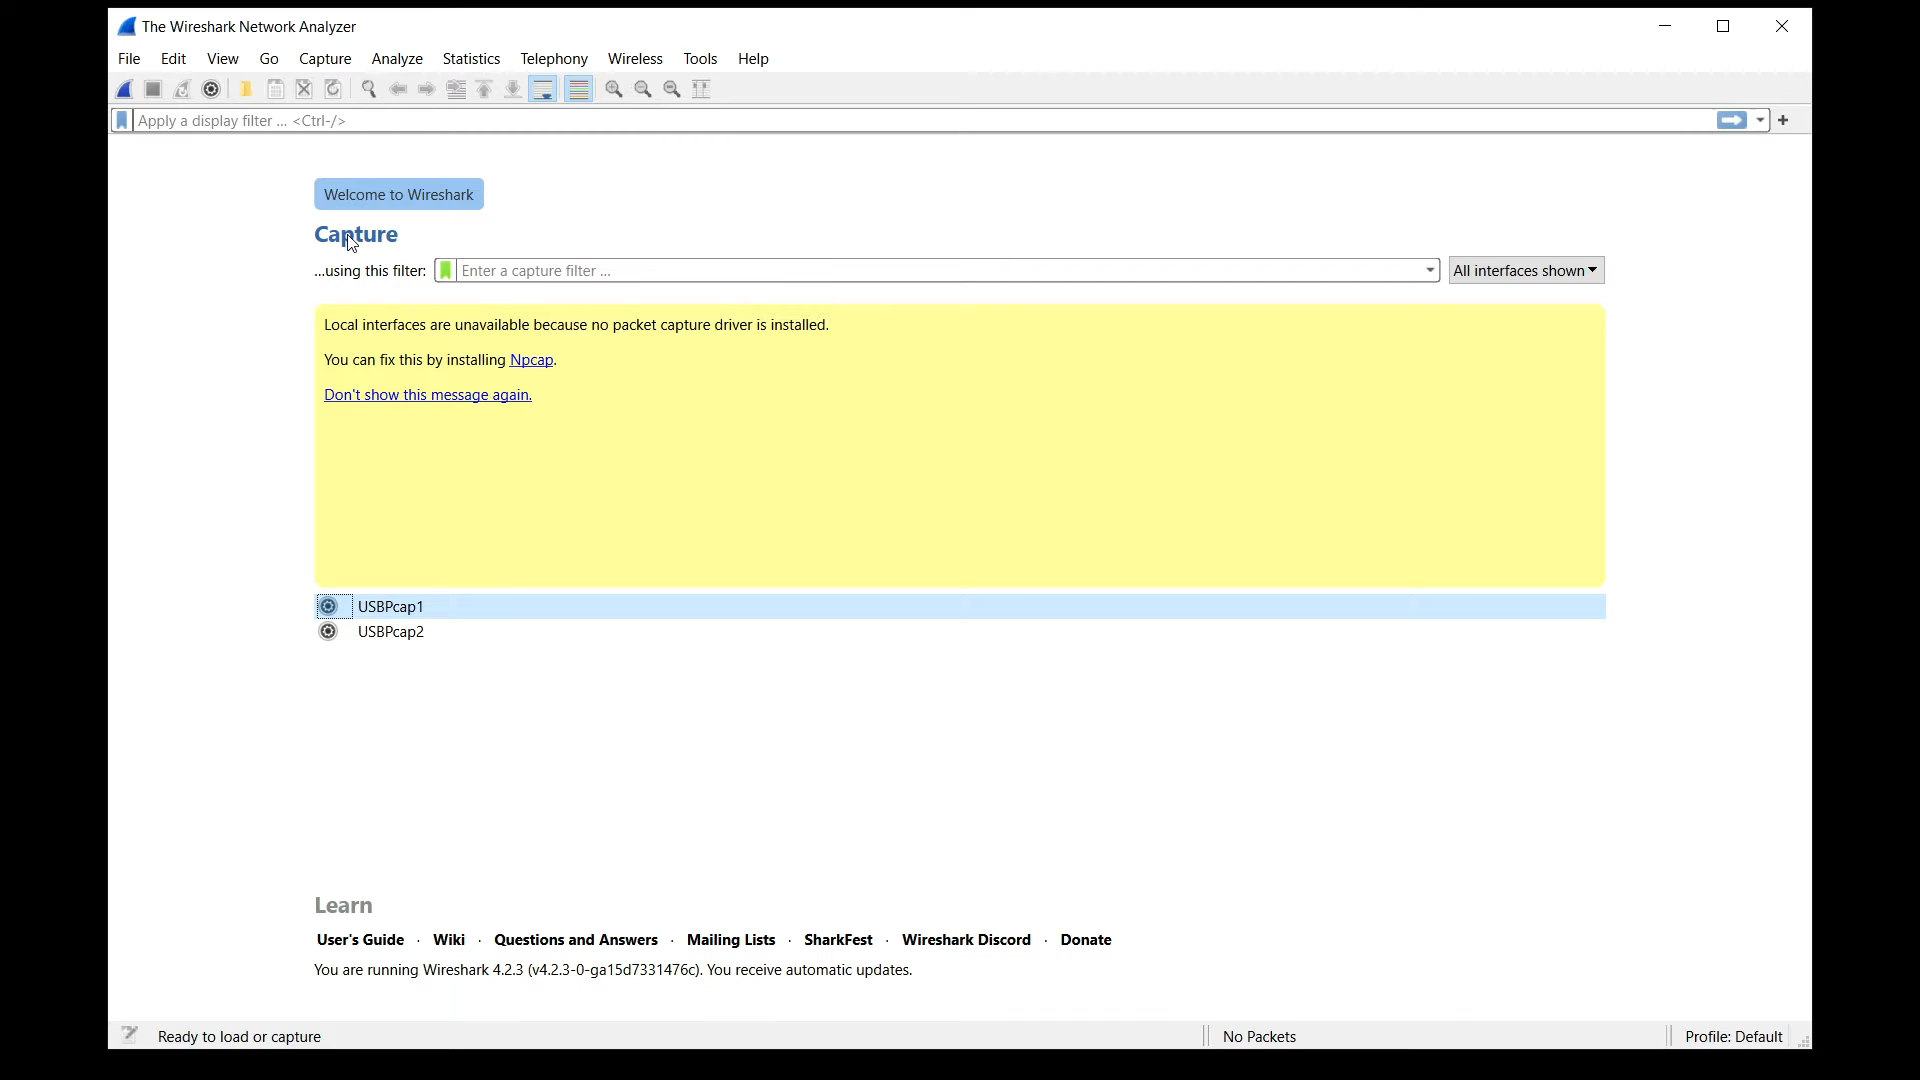 The Wireshark Network Analyzer
File Edit View Go Capture Analyze Statistics Telephony Wireless Tools Help
Apply a display filter ... <Ctrl-/>
Welcome to Wireshark
Capture
...using this filter: Enter a capture filter ... All interfaces shown
Local interfaces are unavailable because no packet capture driver is installed.
You can fix this by installing Npcap.
Don't show this message again.
USBPcap1
USBPcap2
Learn
User's Guide · Wiki · Questions and Answers · Mailing Lists · SharkFest · Wireshark Discord · Donate
You are running Wireshark 4.2.3 (v4.2.3-0-ga15d7331476c). You receive automatic updates.
Ready to load or capture No Packets Profile: Default